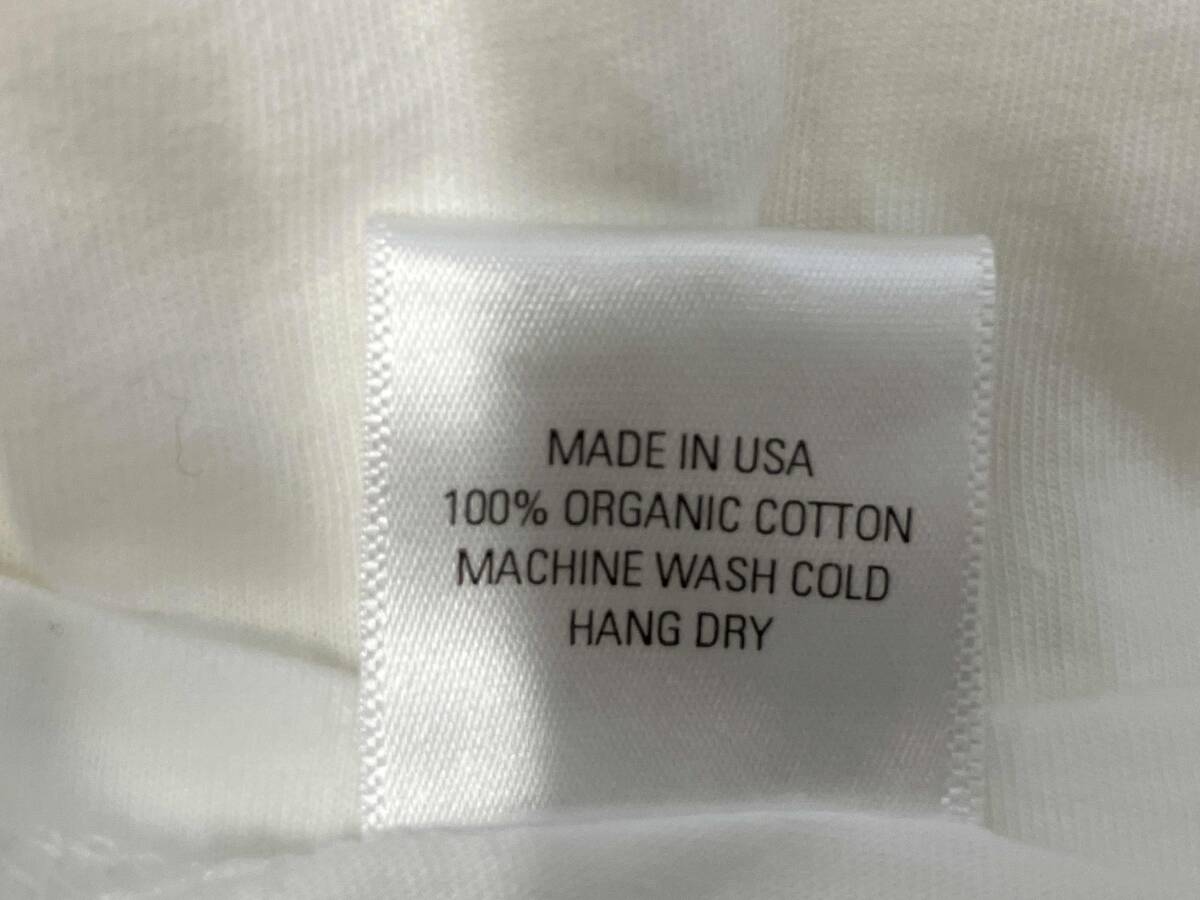 MADE IN USA
100% ORGANIC COTTON
MACHINE WASH COLD
HANG DRY